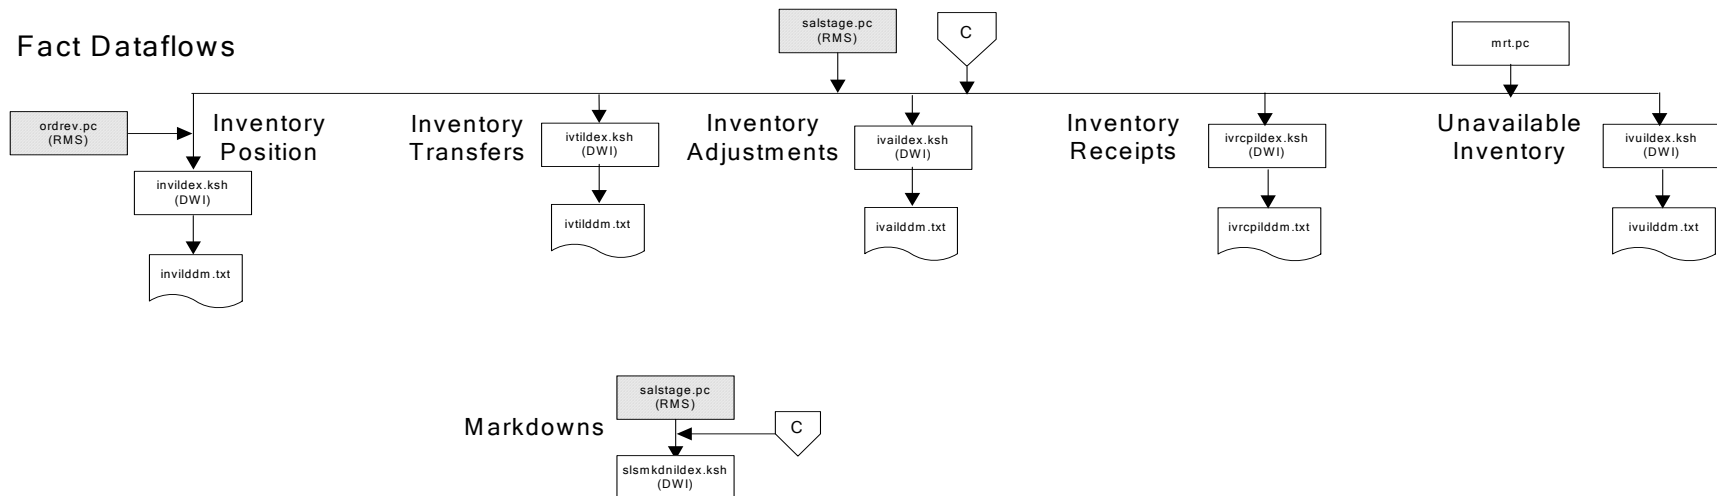 salstage.pc
(RMS)
C
Fact Dataflows
mrt.pc
ordrev.pc
(RMS)
Inventory
Position
Inventory
Transfers
ivtildex.ksh
(DWI)
Inventory
Adjustments
ivaildex.ksh
(DWI)
Inventory
Receipts
ivrcpildex.ksh
(DWI)
Unavailable
Inventory
ivuildex.ksh
(DWI)
invildex.ksh
(DWI)
ivtilddm.txt
ivailddm.txt
ivrcpilddm.txt
ivuilddm.txt
invilddm.txt
salstage.pc
(RMS)
Markdowns
C
slsmkdnildex.ksh
(DWI)